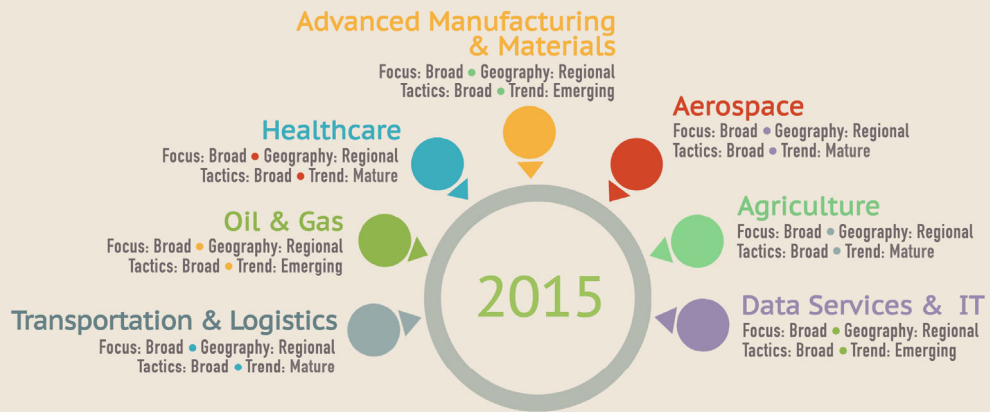 Advanced Manufacturing
& Materials
Focus: Broad • Geography: Regional
Tactics: Broad • Trend: Emerging
Healthcare
Focus: Broad • Geography: Regional
Tactics: Broad • Trend: Mature
Aerospace
Focus: Broad • Geography: Regional
Tactics: Broad • Trend: Mature
Oil & Gas
Focus: Broad • Geography: Regional
Tactics: Broad • Trend: Emerging
Agriculture
Focus: Broad • Geography: Regional
Tactics: Broad • Trend: Mature
2015
Transportation & Logistics
Focus: Broad • Geography: Regional
Tactics: Broad • Trend: Mature
Data Services & IT
Focus: Broad • Geography: Regional
Tactics: Broad • Trend: Emerging